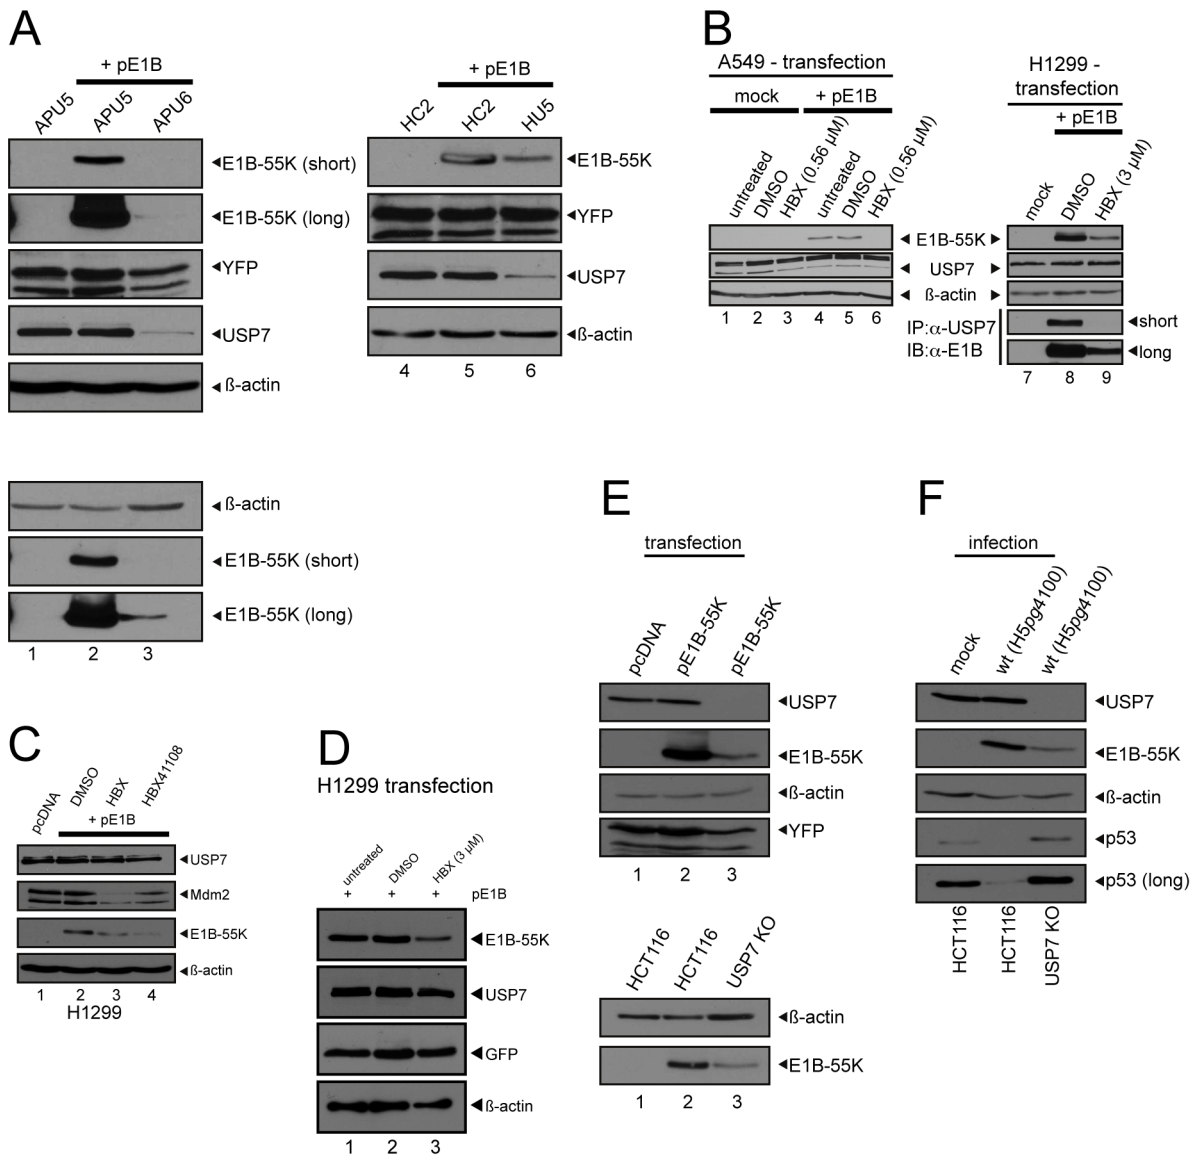 A
+ pE1B
APU5
APU5
APU6
◄E1B-55K (short)
◄E1B-55K (long)
◄YFP
◄USP7
◄ß-actin
+ pE1B
HC2
HC2
HU5
◄E1B-55K
◄YFP
◄USP7
◄ß-actin
4 5 6
◄ß-actin
◄E1B-55K (short)
◄E1B-55K (long)
1 2 3
B
A549 - transfection
mock
+ pE1B
untreated
DMSO
HBX (0.56 µM)
untreated
DMSO
HBX (0.56 µM)
H1299 -
transfection
+ pE1B
mock
DMSO
HBX (3 µM)
◄ E1B-55K ►
◄ USP7 ►
◄ ß-actin ►
1 2 3 4 5 6
IP:α-USP7
IB:α-E1B
◄short
◄long
7 8 9
C
pcDNA
DMSO
HBX
HBX41108
+ pE1B
◄USP7
◄Mdm2
◄E1B-55K
◄ß-actin
1 2 3 4
H1299
D
H1299 transfection
untreated
DMSO
HBX (3 µM)
+ + + pE1B
◄E1B-55K
◄USP7
◄GFP
◄ß-actin
1 2 3
E
transfection
pcDNA
pE1B-55K
pE1B-55K
◄USP7
◄E1B-55K
◄ß-actin
◄YFP
1 2 3
HCT116
HCT116
USP7 KO
◄ß-actin
◄E1B-55K
1 2 3
F
infection
mock
wt (H5pg4100)
wt (H5pg4100)
◄USP7
◄E1B-55K
◄ß-actin
◄p53
◄p53 (long)
HCT116
HCT116
USP7 KO